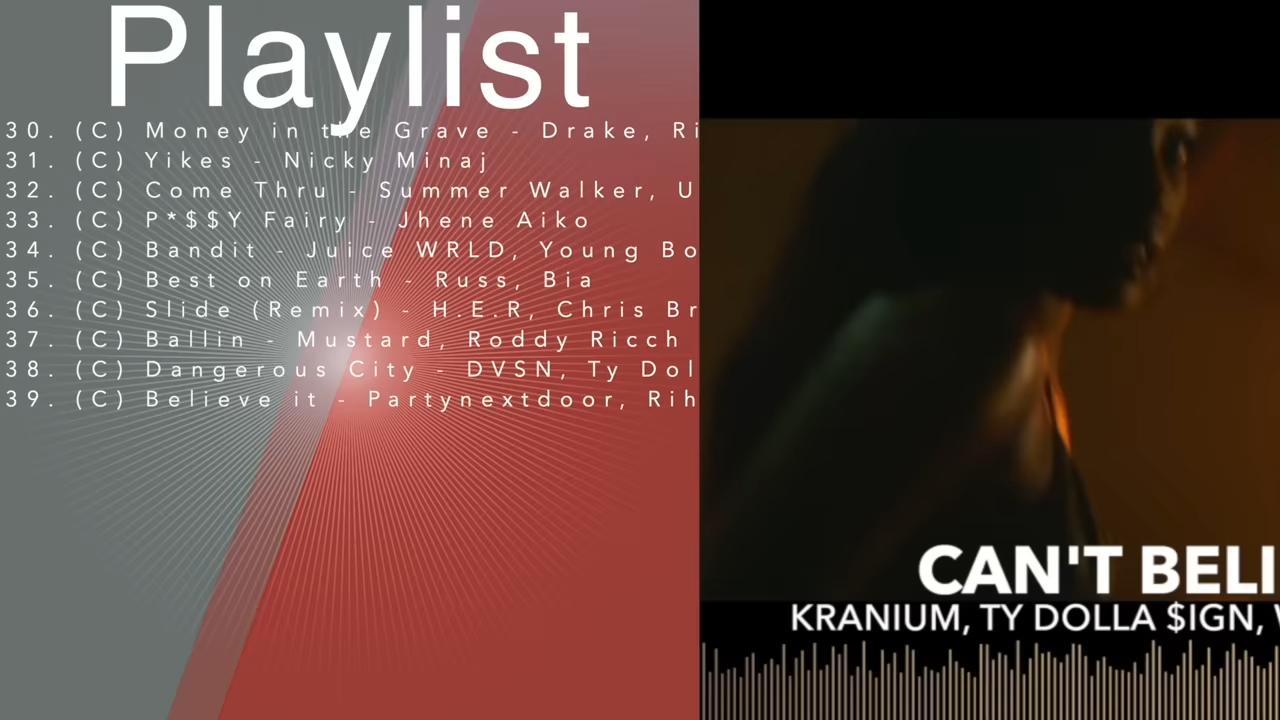 Playlist
30. (C) Money in the Grave - Drake, Ri
31. (C) Yikes - Nicky Minaj
32. (C) Come Thru - Summer Walker, U
33. (C) P*$$Y Fairy - Jhene Aiko
34. (C) Bandit - Juice WRLD, Young Bo
35. (C) Best on Earth - Russ, Bia
36. (C) Slide (Remix) - H.E.R, Chris Br
37. (C) Ballin - Mustard, Roddy Ricch
38. (C) Dangerous City - DVSN, Ty Dol
39. (C) Believe it - Partynextdoor, Rih
CAN'T BELI
KRANIUM, TY DOLLA $IGN,